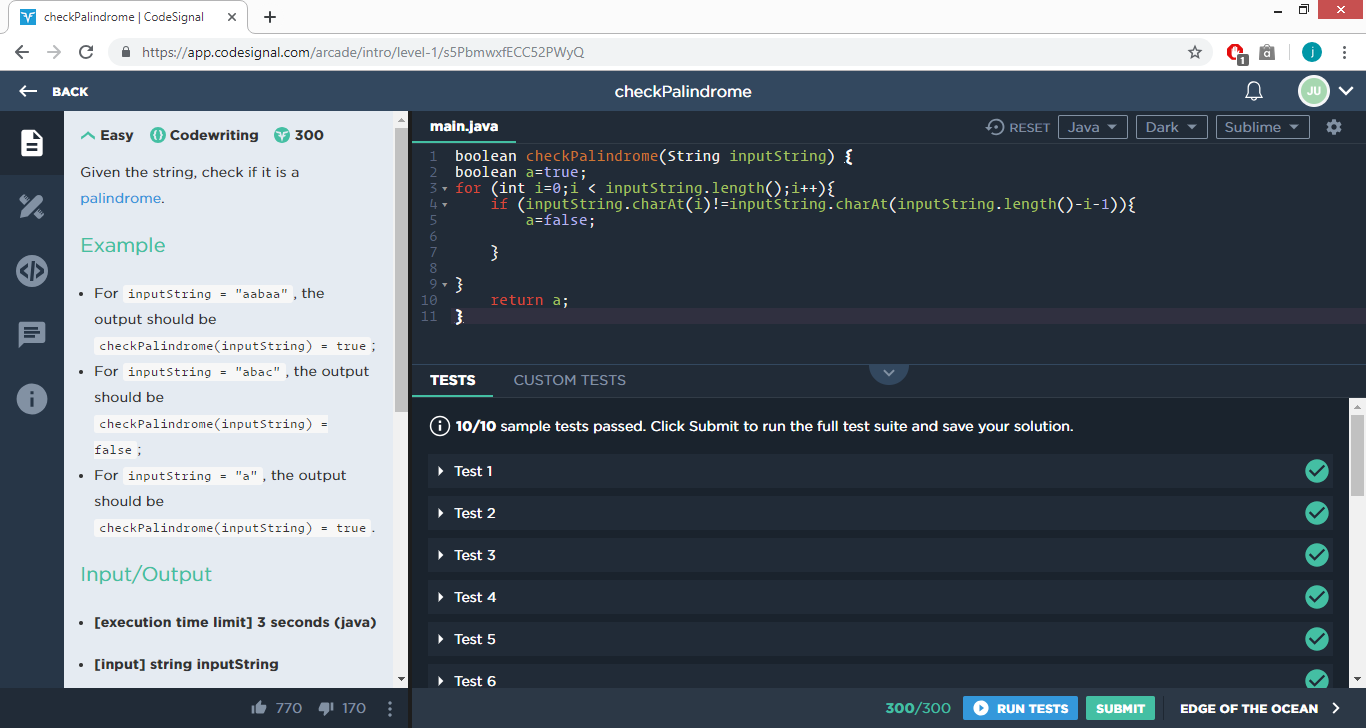 checkPalindrome | CodeSignal
https://app.codesignal.com/arcade/intro/level-1/s5PbmwxfECC52PWyQ
1
j
BACK
checkPalindrome
JU
Easy Codewriting 300
Given the string, check if it is a
palindrome.
Example
• For inputString = "aabaa", the
output should be
checkPalindrome(inputString) = true;
• For inputString = "abac", the output
should be
checkPalindrome(inputString) =
false;
• For inputString = "a", the output
should be
checkPalindrome(inputString) = true.
Input/Output
• [execution time limit] 3 seconds (java)
• [input] string inputString
770 170
main.java
RESET Java Dark Sublime
1 boolean checkPalindrome(String inputString) {
2 boolean a=true;
3 for (int i=0;i < inputString.length();i++){
4 if (inputString.charAt(i)!=inputString.charAt(inputString.length()-i-1)){
5 a=false;
6
7 }
8
9 }
10 return a;
11 }
TESTS CUSTOM TESTS
10/10 sample tests passed. Click Submit to run the full test suite and save your solution.
Test 1
Test 2
Test 3
Test 4
Test 5
Test 6
300/300 RUN TESTS SUBMIT EDGE OF THE OCEAN